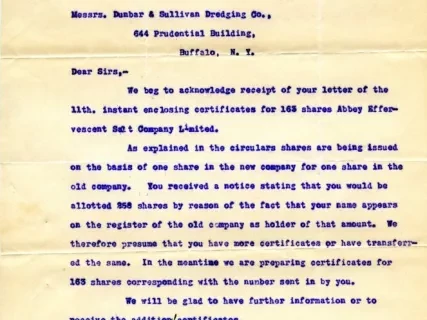 Messrs. Dunbar & Sullivan Dredging Co.,
644 Prudential Building,
Buffalo, N. Y.
Dear Sirs,-
We beg to acknowledge receipt of your letter of the
11th. instant enclosing certificates for 163 shares Abbey Effer-
vescent Salt Company Limited.
As explained in the circulars shares are being issued
on the basis of one share in the new company for one share in the
old company. You received a notice stating that you would be
allotted 258 shares by reason of the fact that your name appears
on the register of the old company as holder of that amount. We
therefore presume that you have more certificates or have transferr-
ed the same. In the meantime we are preparing certificates for
163 shares corresponding with the number sent in by you.
We will be glad to have further information or to
receive the addition/certificates